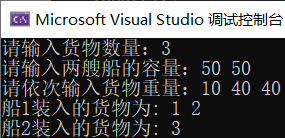 Microsoft Visual Studio 调试控制台
请输入货物数量：3
请输入两艘船的容量：50 50
请依次输入货物重量：10 40 40
船1装入的货物为: 1 2
船2装入的货物为: 3